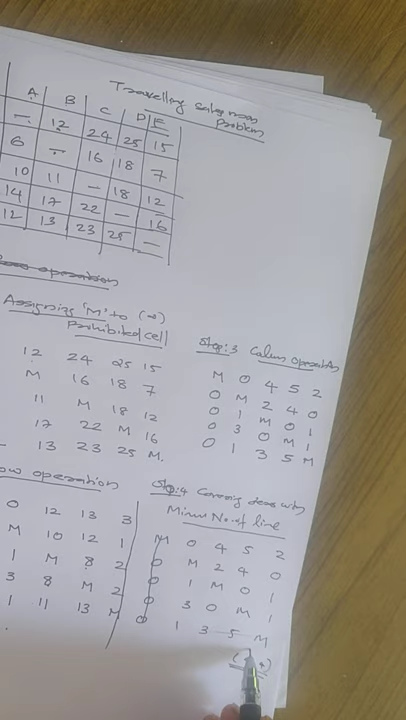 Travelling Sales man
Problem
A B C D E
- 12 24 25 15
6 - 16 18 7
10 11 - 18 12
14 17 22 - 16
12 13 23 25 -
operation
Assigning 'M' to (-)
Prohibited cell
12 24 25 15
M 16 18 7
11 M 18 12
17 22 M 16
13 23 25 M.
Step:3 Column Operation
M 0 4 5 2
0 M 2 4 0
0 1 M 0 1
0 3 0 M 1
0 1 3 5 M
ow operation
0 12 13 3
M 10 12 1
1 M 8 2
3 8 M 2
1 11 13 M
Step:4 Covering zeros with
Minim No. of line
M 0 4 5 2
0 M 2 4 0
0 1 M 0 1
0 3 0 M 1
0 1 3 5 M